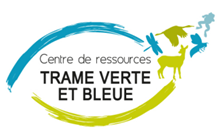 Centre de ressources
TRAME VERTE
ET BLEUE